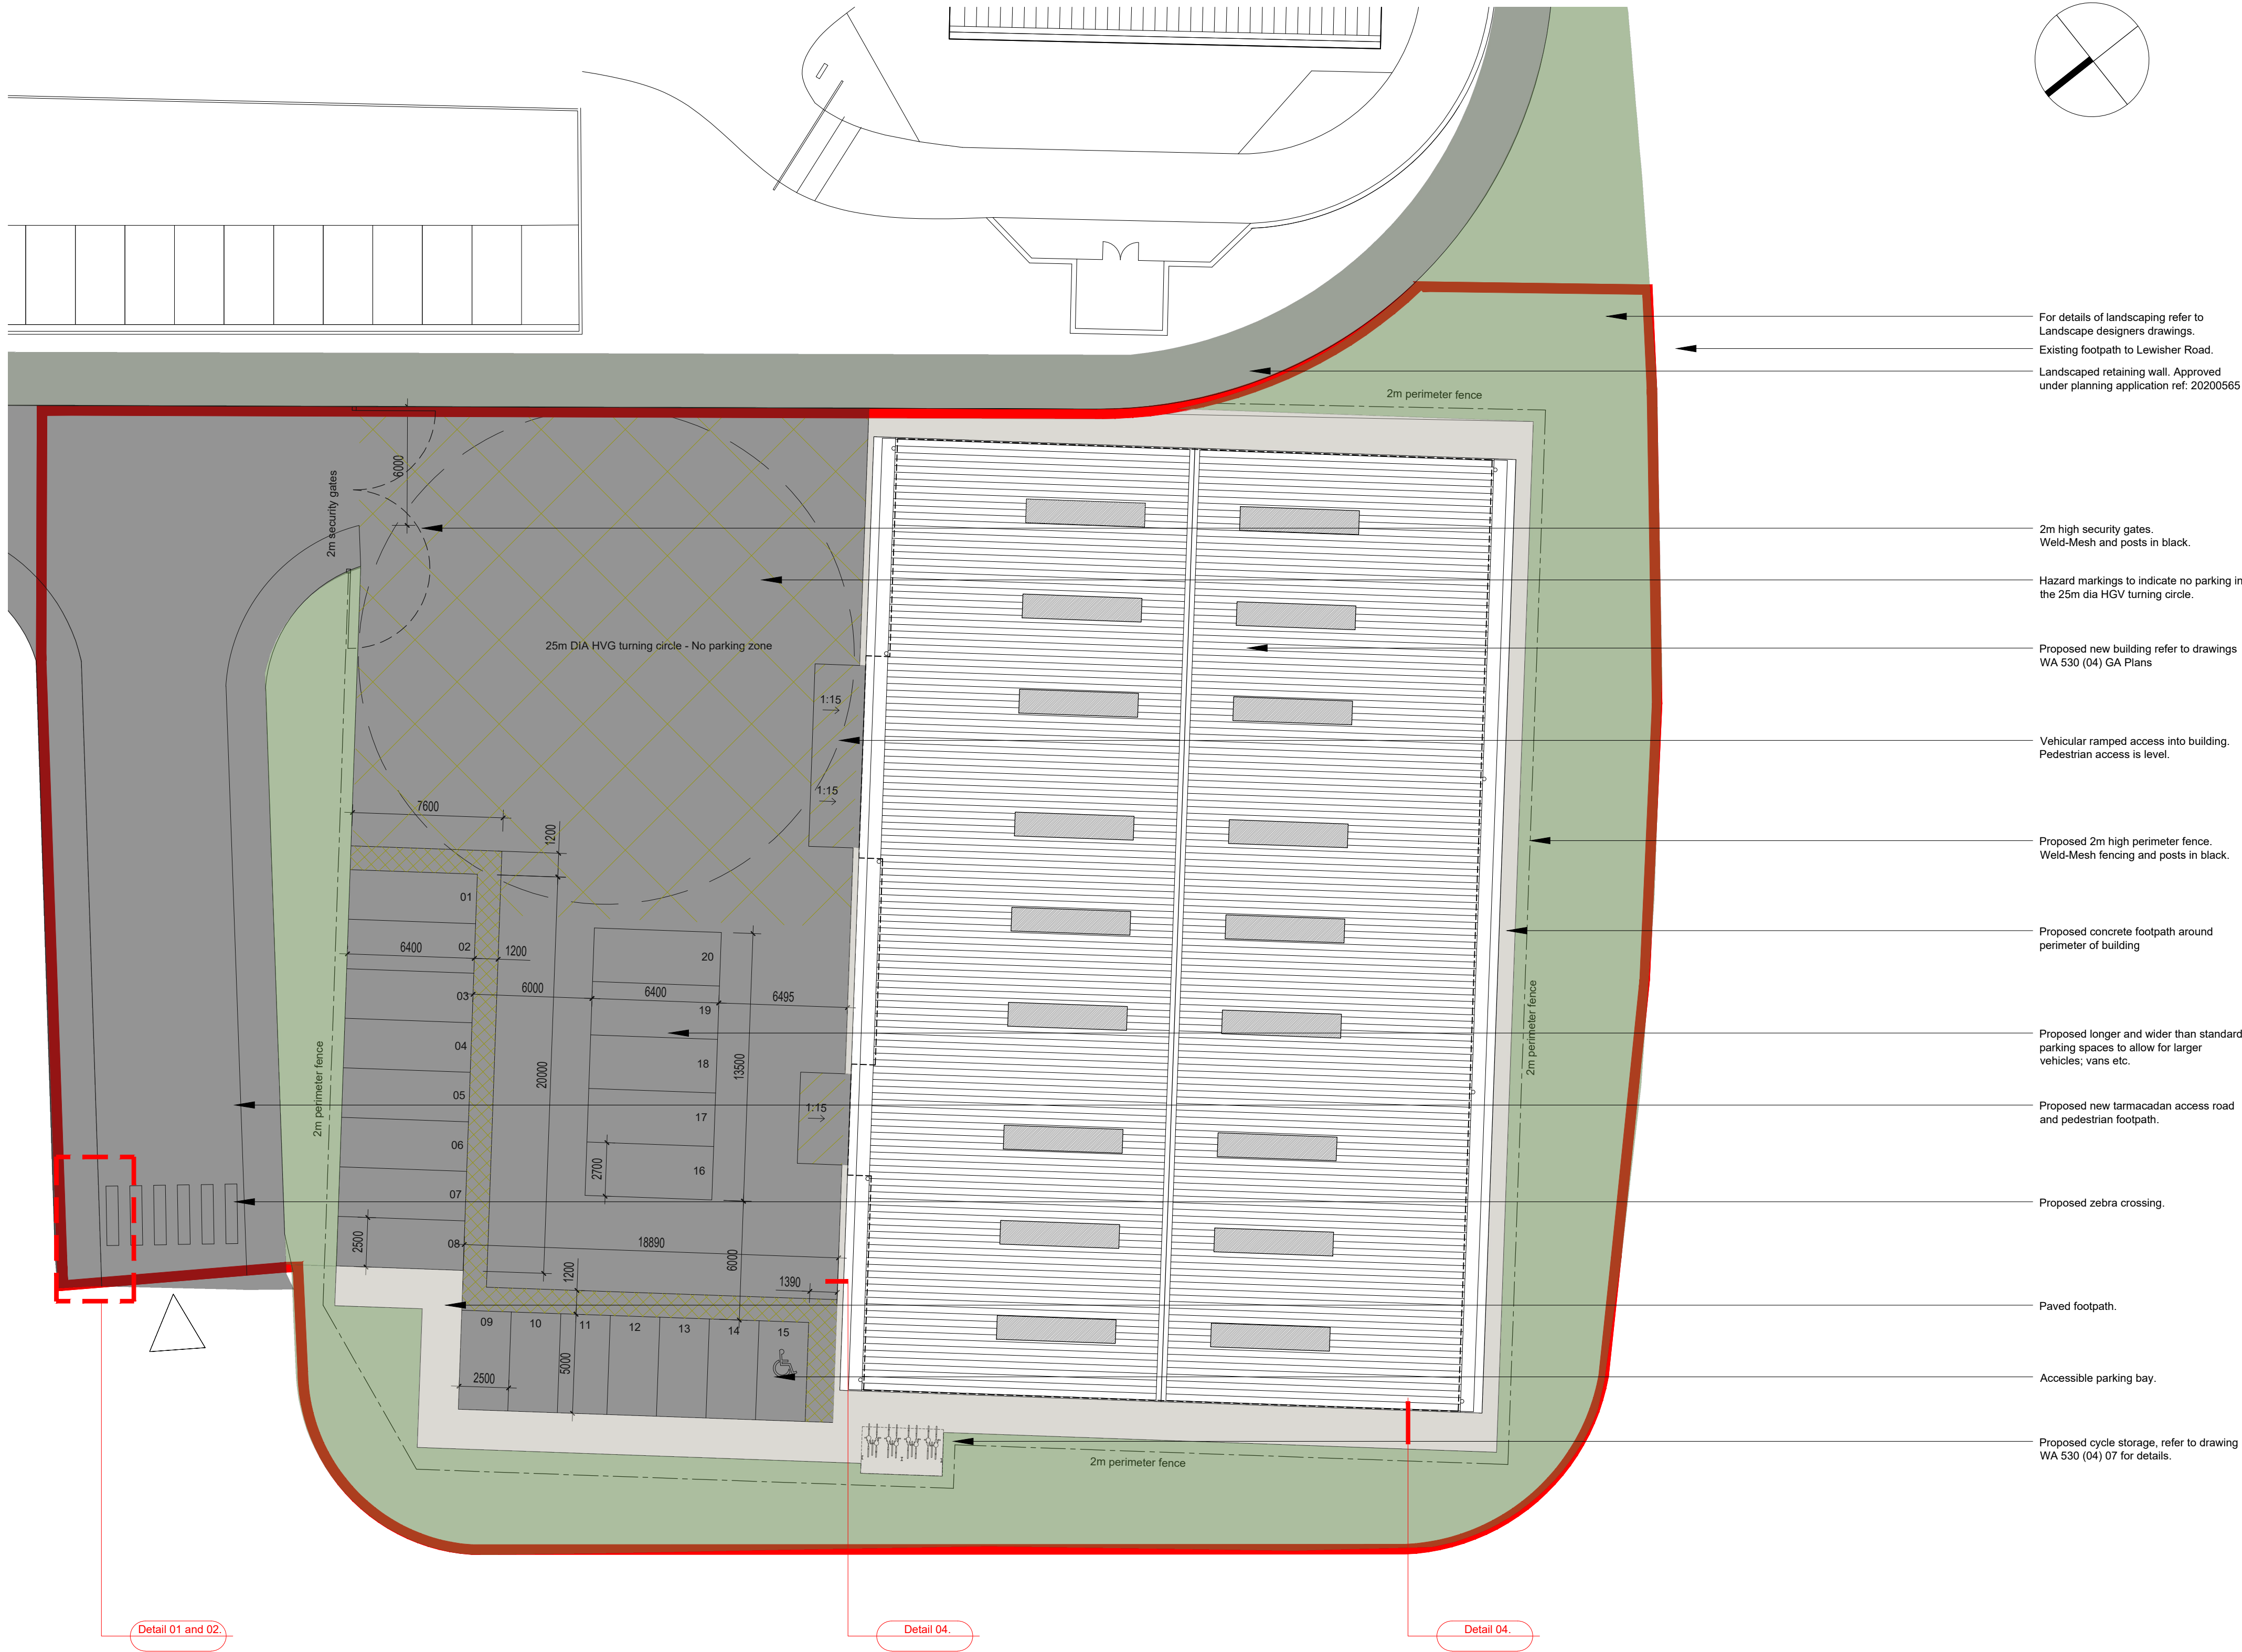 For details of landscaping refer to
Landscape designers drawings.
Existing footpath to Lewisher Road.
Landscaped retaining wall. Approved
under planning application ref: 20200565
2m perimeter fence
6000
2m security gates
2m high security gates.
Weld-Mesh and posts in black.
Hazard markings to indicate no parking in
the 25m dia HGV turning circle.
25m DIA HVG turning circle - No parking zone
Proposed new building refer to drawings
WA 530 (04) GA Plans
1:15
Vehicular ramped access into building.
Pedestrian access is level.
1:15
7600
1200
Proposed 2m high perimeter fence.
Weld-Mesh fencing and posts in black.
01
02
6400
1200
20
Proposed concrete footpath around
perimeter of building
03
6000
6400
6495
19
2m perimeter fence
Proposed longer and wider than standard
parking spaces to allow for larger
vehicles; vans etc.
04
18
13500
20000
2m perimeter fence
05
1:15
17
Proposed new tarmacadan access road
and pedestrian footpath.
06
2700
16
07
Proposed zebra crossing.
2500
08
18890
6000
1200
1390
Paved footpath.
09
10
11
12
13
14
15
5000
2500
Accessible parking bay.
Proposed cycle storage, refer to drawing
WA 530 (04) 07 for details.
2m perimeter fence
Detail 01 and 02.
Detail 04.
Detail 04.